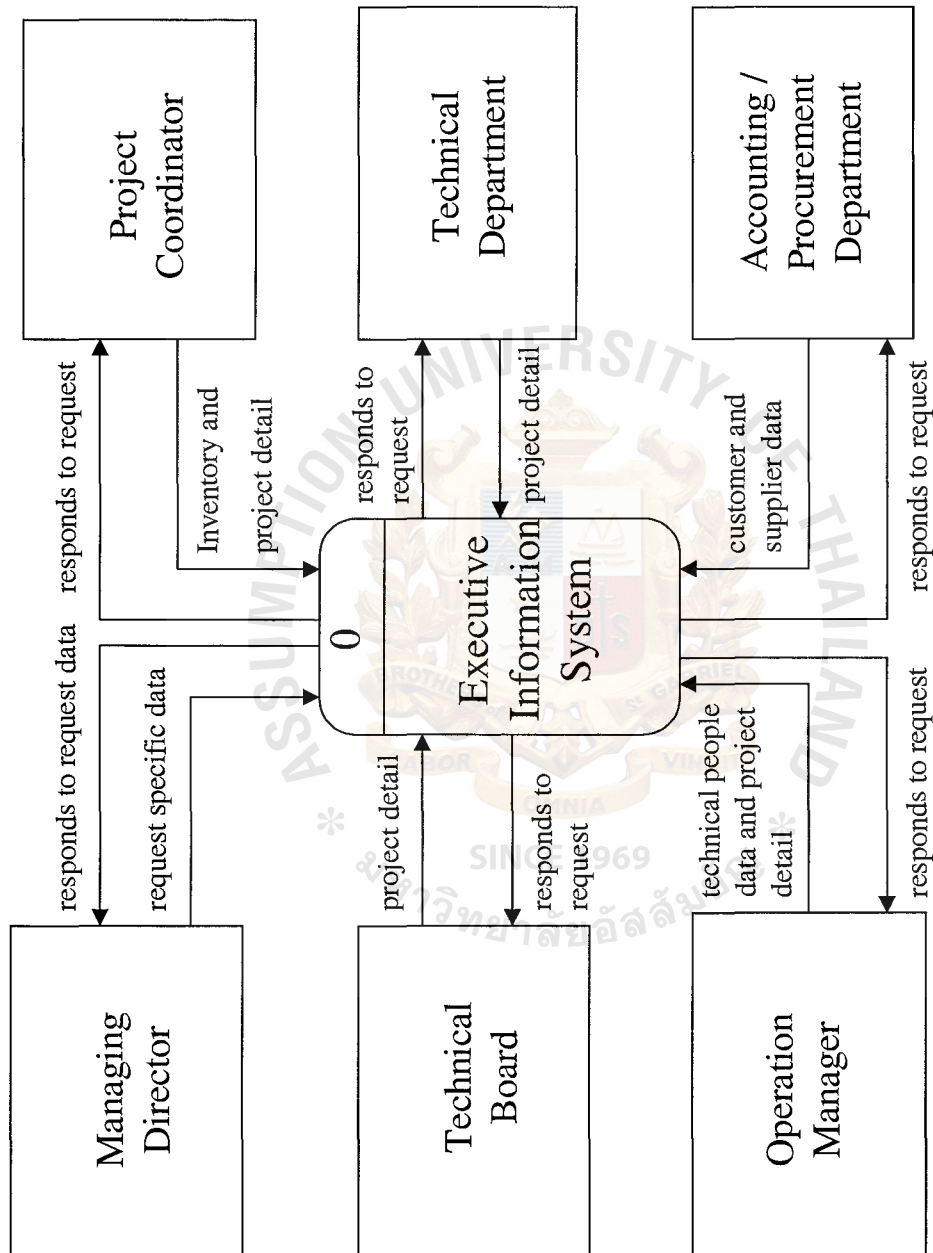 Managing
Director
responds to request data
request specific data
responds to request
Inventory and
project detail
Project
Coordinator
Technical
Board
project detail
responds to
request
0
Executive
Information
System
responds to
request
project detail
Technical
Department
Operation
Manager
technical people
data and project
detail
responds to request
customer and
supplier data
responds to request
Accounting /
Procurement
Department
ASSUMPTION UNIVERSITY OF THAILAND
LABOR
OMNIA
SINCE 1969